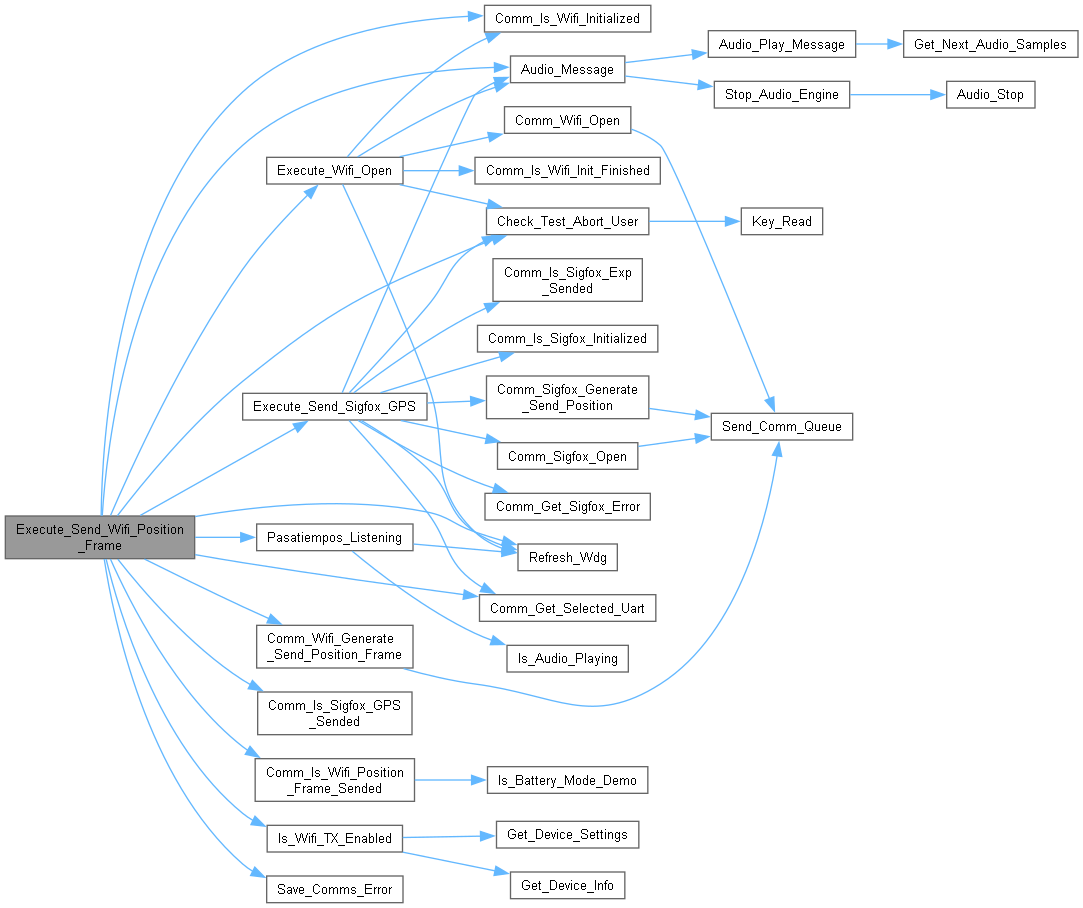 Comm_Is_Wifi_Initialized
Audio_Play_Message
Get_Next_Audio_Samples
Audio_Message
Stop_Audio_Engine
Audio_Stop
Comm_Wifi_Open
Execute_Wifi_Open
Comm_Is_Wifi_Init_Finished
Check_Test_Abort_User
Key_Read
Comm_Is_Sigfox_Exp
_Sended
Comm_Is_Sigfox_Initialized
Comm_Sigfox_Generate
_Send_Position
Execute_Send_Sigfox_GPS
Send_Comm_Queue
Comm_Sigfox_Open
Comm_Get_Sigfox_Error
Execute_Send_Wifi_Position
_Frame
Pasatiempos_Listening
Refresh_Wdg
Comm_Get_Selected_Uart
Comm_Wifi_Generate
_Send_Position_Frame
Is_Audio_Playing
Comm_Is_Sigfox_GPS
_Sended
Comm_Is_Wifi_Position
_Frame_Sended
Is_Battery_Mode_Demo
Is_Wifi_TX_Enabled
Get_Device_Settings
Get_Device_Info
Save_Comms_Error